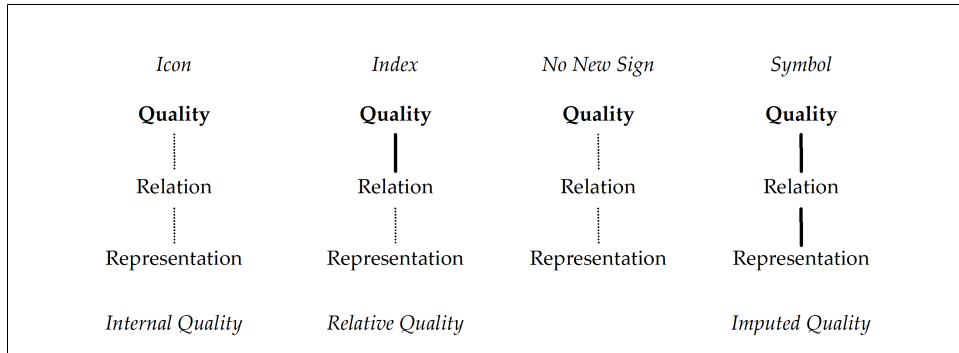 Icon Index No New Sign Symbol
Quality Quality Quality Quality
Relation Relation Relation Relation
Representation Representation Representation Representation
Internal Quality Relative Quality Imputed Quality